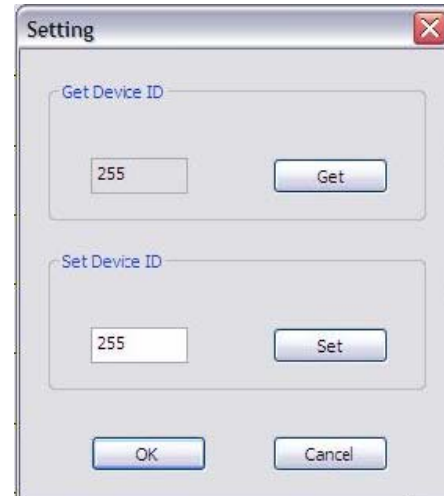 Setting
Get Device ID
255
Get
Set Device ID
255
Set
OK
Cancel